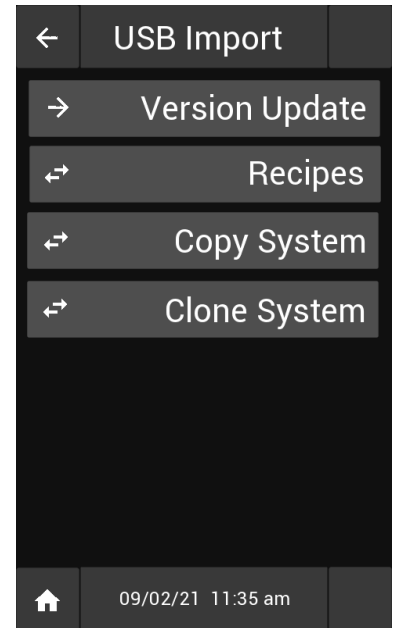 USB Import
Version Update
Recipes
Copy System
Clone System
09/02/21 11:35 am